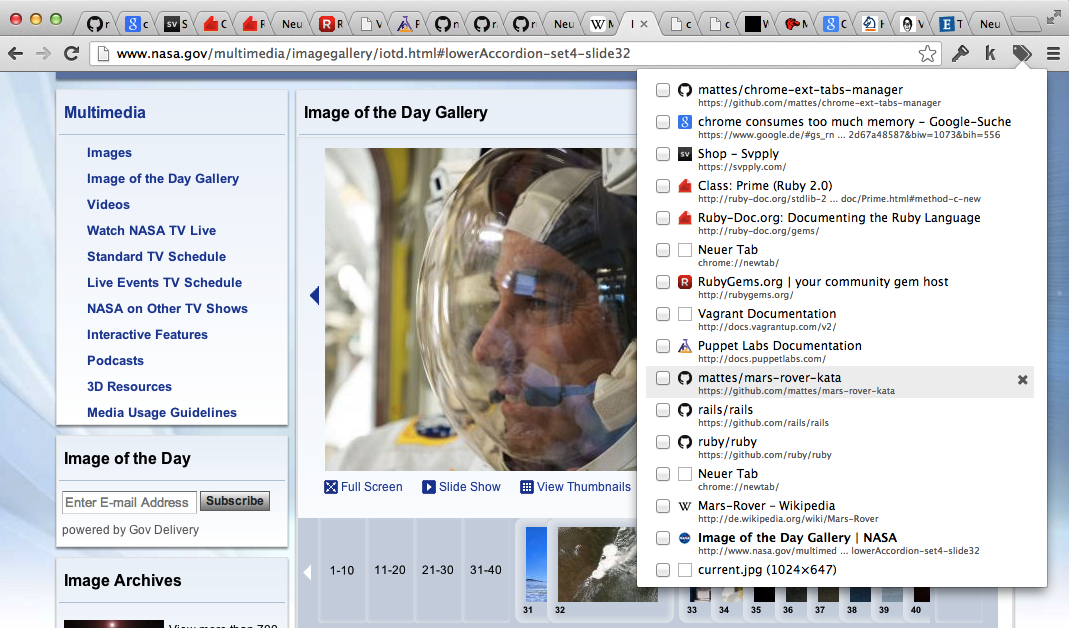 r
c
S
C
R
Neu
R
V
P
n
r
r
Neu
W M
I
c
c
W
M
C
H
V
E T
Neu
www.nasa.gov/multimedia/imagegallery/iotd.html#lowerAccordion-set4-slide32
k
Multimedia
Images
Image of the Day Gallery
Videos
Watch NASA TV Live
Standard TV Schedule
Live Events TV Schedule
NASA on Other TV Shows
Interactive Features
Podcasts
3D Resources
Media Usage Guidelines
Image of the Day
Enter E-mail Address Subscribe
powered by Gov Delivery
Image Archives
View more than 700
Image of the Day Gallery
Full Screen Slide Show View Thumbnails
1-10 11-20 21-30 31-40
31 32 33 34 35 36 37 38 39 40
mattes/chrome-ext-tabs-manager
https://github.com/mattes/chrome-ext-tabs-manager
chrome consumes too much memory - Google-Suche
https://www.google.de/#gs_rn ... 2d67a48587&biw=1073&bih=556
Shop - Svpply
https://svpply.com/
Class: Prime (Ruby 2.0)
http://ruby-doc.org/stdlib-2 ... doc/Prime.html#method-c-new
Ruby-Doc.org: Documenting the Ruby Language
http://ruby-doc.org/gems/
Neuer Tab
chrome://newtab/
RubyGems.org | your community gem host
http://rubygems.org/
Vagrant Documentation
http://docs.vagrantup.com/v2/
Puppet Labs Documentation
http://docs.puppetlabs.com/
mattes/mars-rover-kata
https://github.com/mattes/mars-rover-kata
rails/rails
https://github.com/rails/rails
ruby/ruby
https://github.com/ruby/ruby
Neuer Tab
chrome://newtab/
Mars-Rover - Wikipedia
http://de.wikipedia.org/wiki/Mars-Rover
Image of the Day Gallery | NASA
http://www.nasa.gov/multimed ... lowerAccordion-set4-slide32
current.jpg (1024×647)